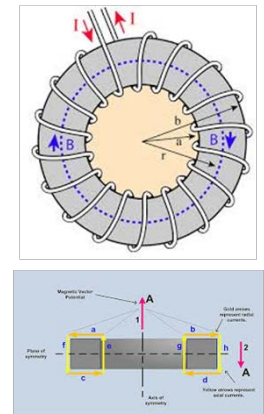 I
I
b
B
B
a
r
Magnetic Vector
Potential
A
Gold arrows
represent radial
currents.
1
a
b
Plane of
symmetry
f
e
g
h
2
A
c
d
Axis of
symmetry
Yellow arrows
represent axial
currents.